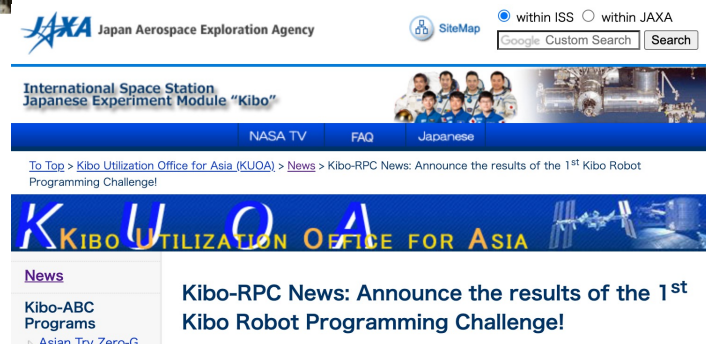 JAXA Japan Aerospace Exploration Agency
SiteMap
within ISS within JAXA
Google Custom Search Search
International Space Station
Japanese Experiment Module "Kibo"
NASA TV FAQ Japanese
To Top > Kibo Utilization Office for Asia (KUOA) > News > Kibo-RPC News: Announce the results of the 1st Kibo Robot
Programming Challenge!
K U O A
KIBO UTILIZATION OFFICE FOR ASIA
News
Kibo-RPC News: Announce the results of the 1st
Kibo Robot Programming Challenge!
Kibo-ABC
Programs
Asian Try Zero-G